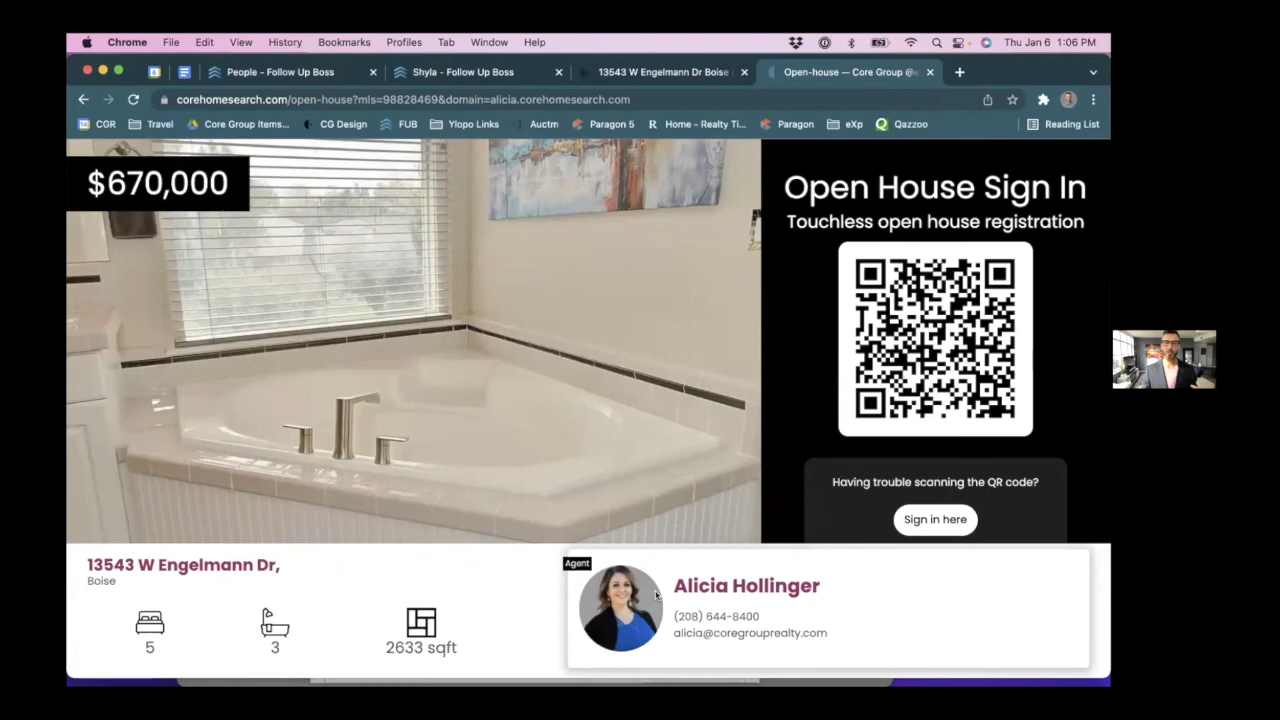 Chrome File Edit View History Bookmarks Profiles Tab Window Help Thu Jan 6 1:06 PM
People - Follow Up Boss Shyla - Follow Up Boss 13543 W Engelmann Dr Boise Open-house — Core Group @
corehomesearch.com/open-house?mls=98828469&domain=alicia.corehomesearch.com
CGR Travel Core Group Items... CG Design FUB Ylopo Links Auctm Paragon 5 Home - Realty Ti... Paragon eXp Qazzoo Reading List
$670,000
Open House Sign In
Touchless open house registration
Having trouble scanning the QR code?
Sign in here
13543 W Engelmann Dr,
Boise
5 3 2633 sqft
Agent
Alicia Hollinger
(208) 644-8400
alicia@coregrouprealty.com